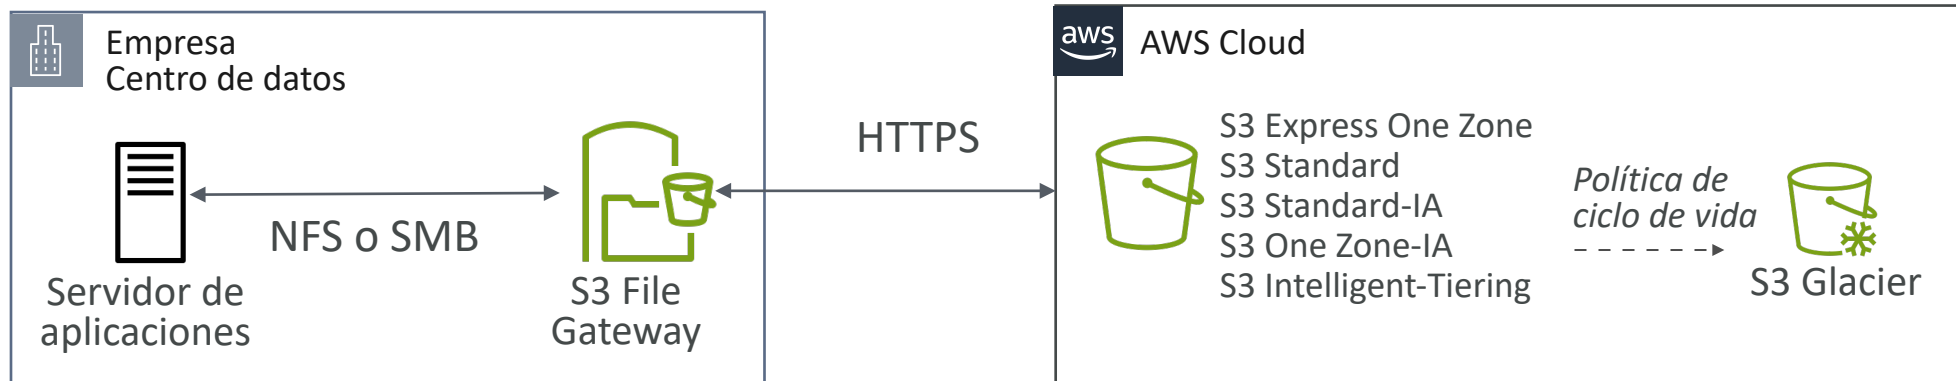 Empresa
Centro de datos
Servidor de
aplicaciones
NFS o SMB
S3 File
Gateway
HTTPS
aws
AWS Cloud
S3 Express One Zone
S3 Standard
S3 Standard-IA
S3 One Zone-IA
S3 Intelligent-Tiering
Política de
ciclo de vida
S3 Glacier